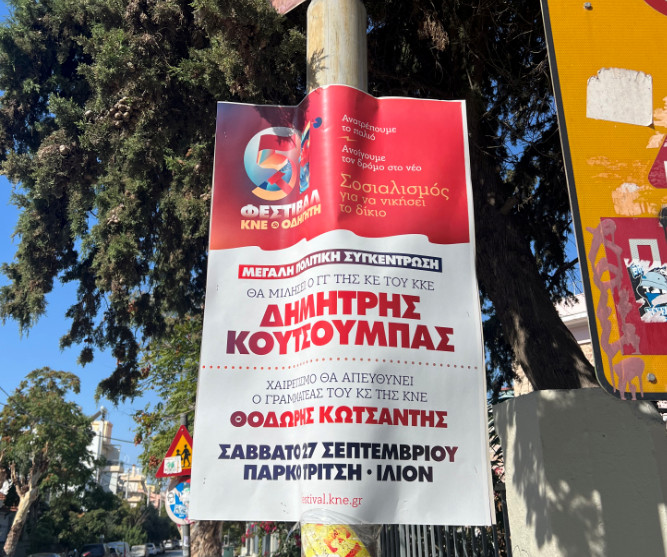 Ανατρέπουμε
το παλιό
Ανοίγουμε
τον δρόμο στο νέο
Σοσιαλισμός
για να νικήσει
το δίκιο
51
ΦΕΣΤΙΒΑΛ
ΚΝΕ ΟΔΗΓΗΤΗ
ΜΕΓΑΛΗ ΠΟΛΙΤΙΚΗ ΣΥΓΚΕΝΤΡΩΣΗ
ΘΑ ΜΙΛΗΣΕΙ Ο ΓΓ ΤΗΣ ΚΕ ΤΟΥ ΚΚΕ
ΔΗΜΗΤΡΗΣ
ΚΟΥΤΣΟΥΜΠΑΣ
ΧΑΙΡΕΤΙΣΜΟ ΘΑ ΑΠΕΥΘΥΝΕΙ
Ο ΓΡΑΜΜΑΤΕΑΣ ΤΟΥ ΚΣ ΤΗΣ ΚΝΕ
ΘΟΔΩΡΗΣ ΚΩΤΣΑΝΤΗΣ
ΣΑΒΒΑΤΟ 27 ΣΕΠΤΕΜΒΡΙΟΥ
ΠΑΡΚΟ ΤΡΙΤΣΗ • ΙΛΙΟΝ
estival.kne.gr